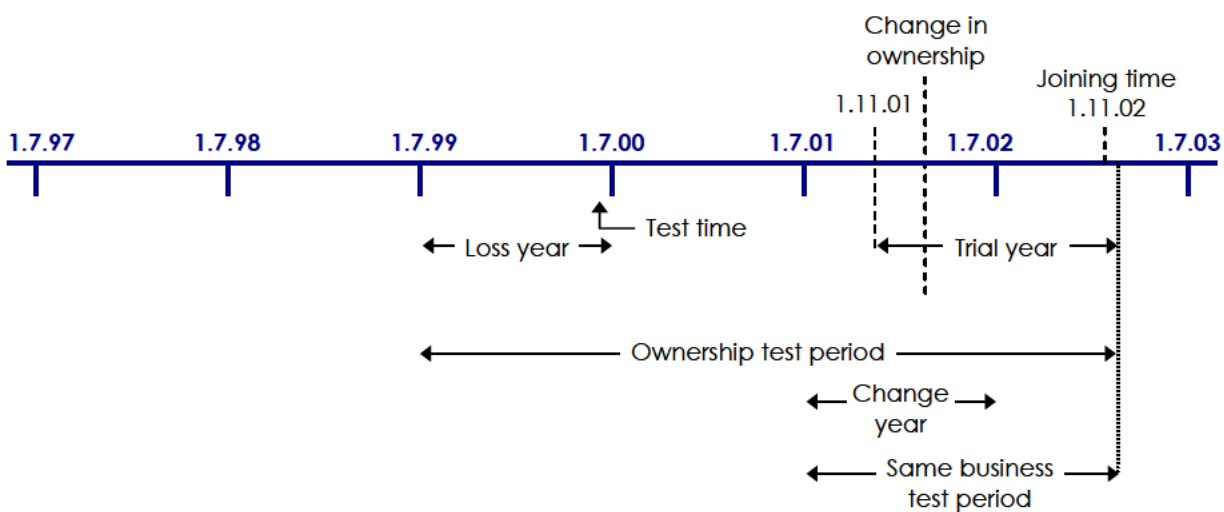 Change in
ownership
Joining time
1.11.01
1.11.02
1.7.97
1.7.98
1.7.99
1.7.00
1.7.01
1.7.02
1.7.03
Test time
Loss year
Trial year
Ownership test period
Change
year
Same business
test period